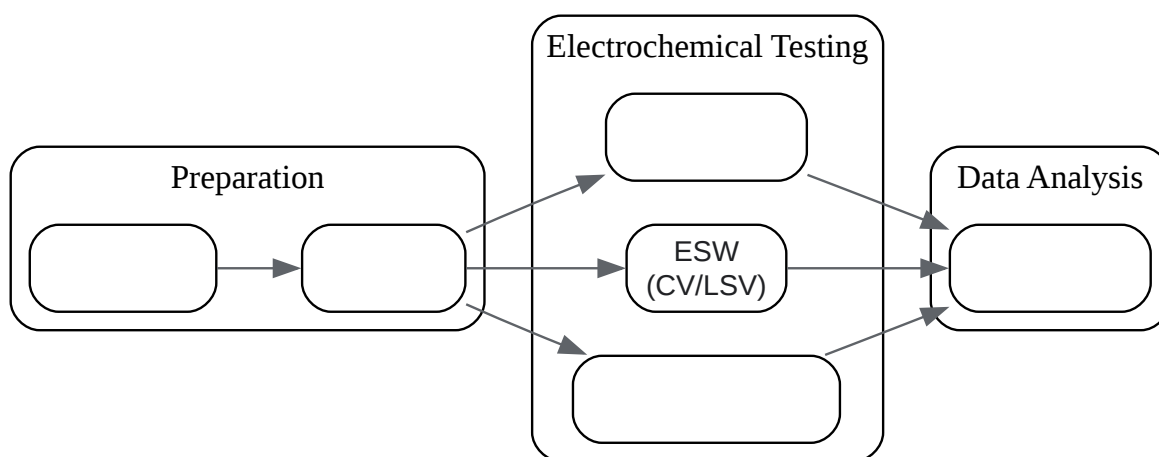 Electrochemical Testing
Preparation
Data Analysis
ESW
(CV/LSV)